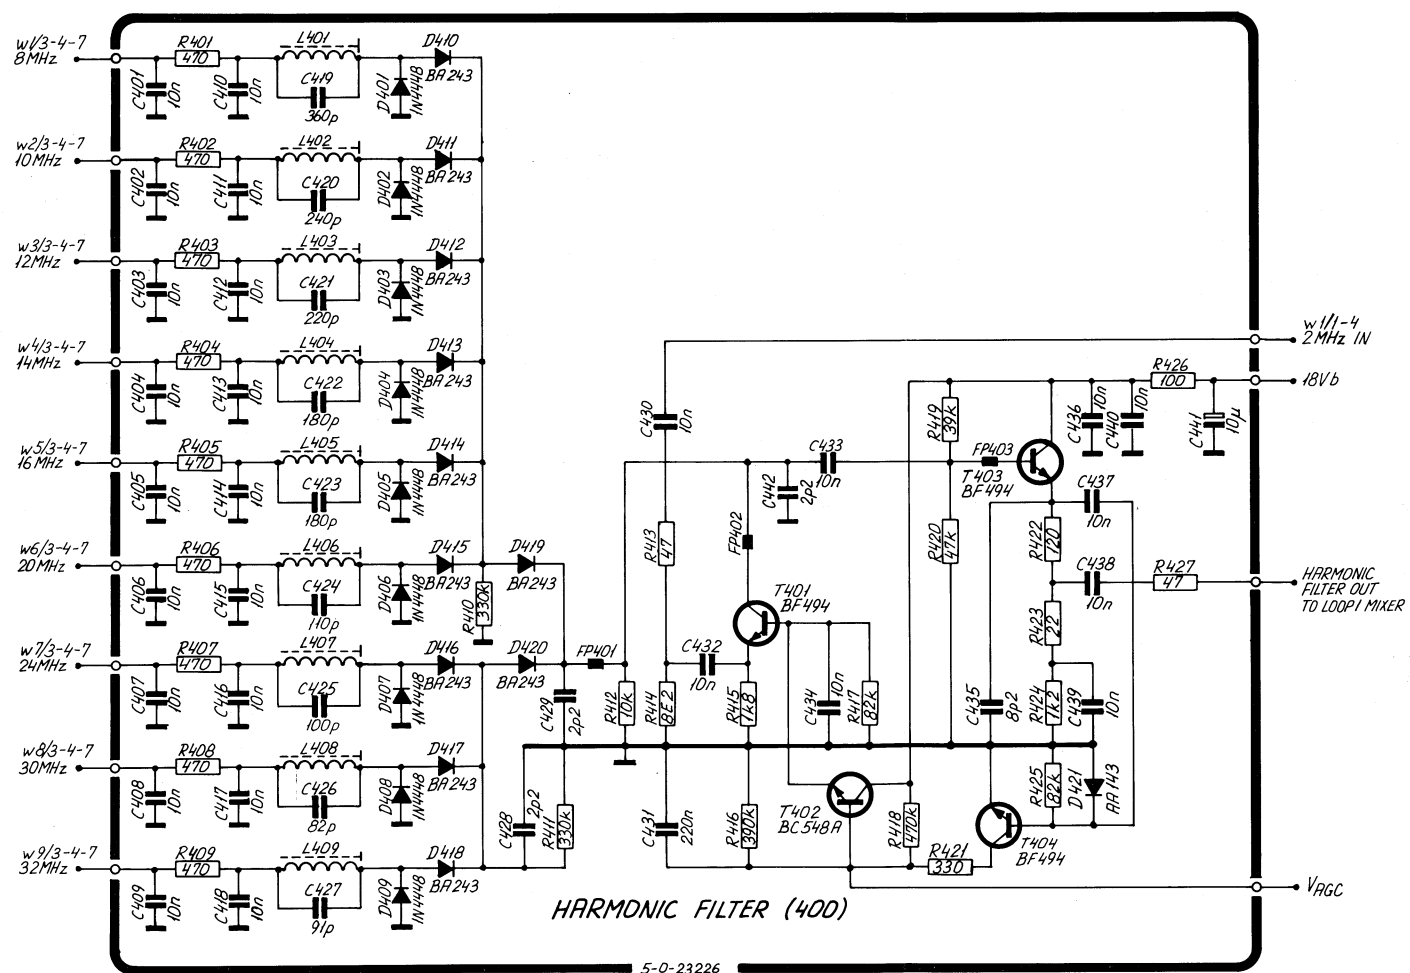 w1/3-4-7
8MHz
R401
470
C401
10n
C410
10n
L401
C419
360p
D401
1N4448
D410
BA243
w2/3-4-7
10MHz
R402
470
C402
10n
C411
10n
L402
C420
240p
D402
1N4448
D411
BA243
w3/3-4-7
12MHz
R403
470
C403
10n
C412
10n
L403
C421
220p
D403
1N4448
D412
BA243
w4/3-4-7
14MHz
R404
470
C404
10n
C413
10n
L404
C422
180p
D404
1N4448
D413
BA243
w5/3-4-7
16MHz
R405
470
C405
10n
C414
10n
L405
C423
180p
D405
1N4448
D414
BA243
w6/3-4-7
20MHz
R406
470
C406
10n
C415
10n
L406
C424
110p
D406
1N4448
D415
BA243
D419
BA243
R410
330k
w7/3-4-7
24MHz
R407
470
C407
10n
C416
10n
L407
C425
100p
D407
1N4448
D416
BA243
D420
BA243
w8/3-4-7
30MHz
R408
470
C408
10n
C417
10n
L408
C426
82p
D408
1N4448
D417
BA243
w9/3-4-7
32MHz
R409
470
C409
10n
C418
10n
L409
C427
91p
D409
1N4448
D418
BA243
C428
2p2
R411
330k
C429
2p2
FP401
R412
10k
C430
10n
R413
47
R414
8E2
C431
220n
C432
10n
FP402
T401
BF494
R415
1k8
R416
390k
C442
2p2
C433
10n
C434
10n
R417
82k
T402
BC548A
R418
470k
R419
39k
R420
47k
FP403
T403
BF494
C435
8p2
R421
330
T404
BF494
R422
120
R423
22
R424
1k2
R425
82k
C437
10n
C438
10n
R427
47
C439
10n
D421
AA143
C436
10n
C440
10n
R426
100
C441
10µ
w1/1-4
2MHz IN
18Vb
HARMONIC
FILTER OUT
TO LOOP1 MIXER
VAGC
HARMONIC FILTER (400)
5-0-23226